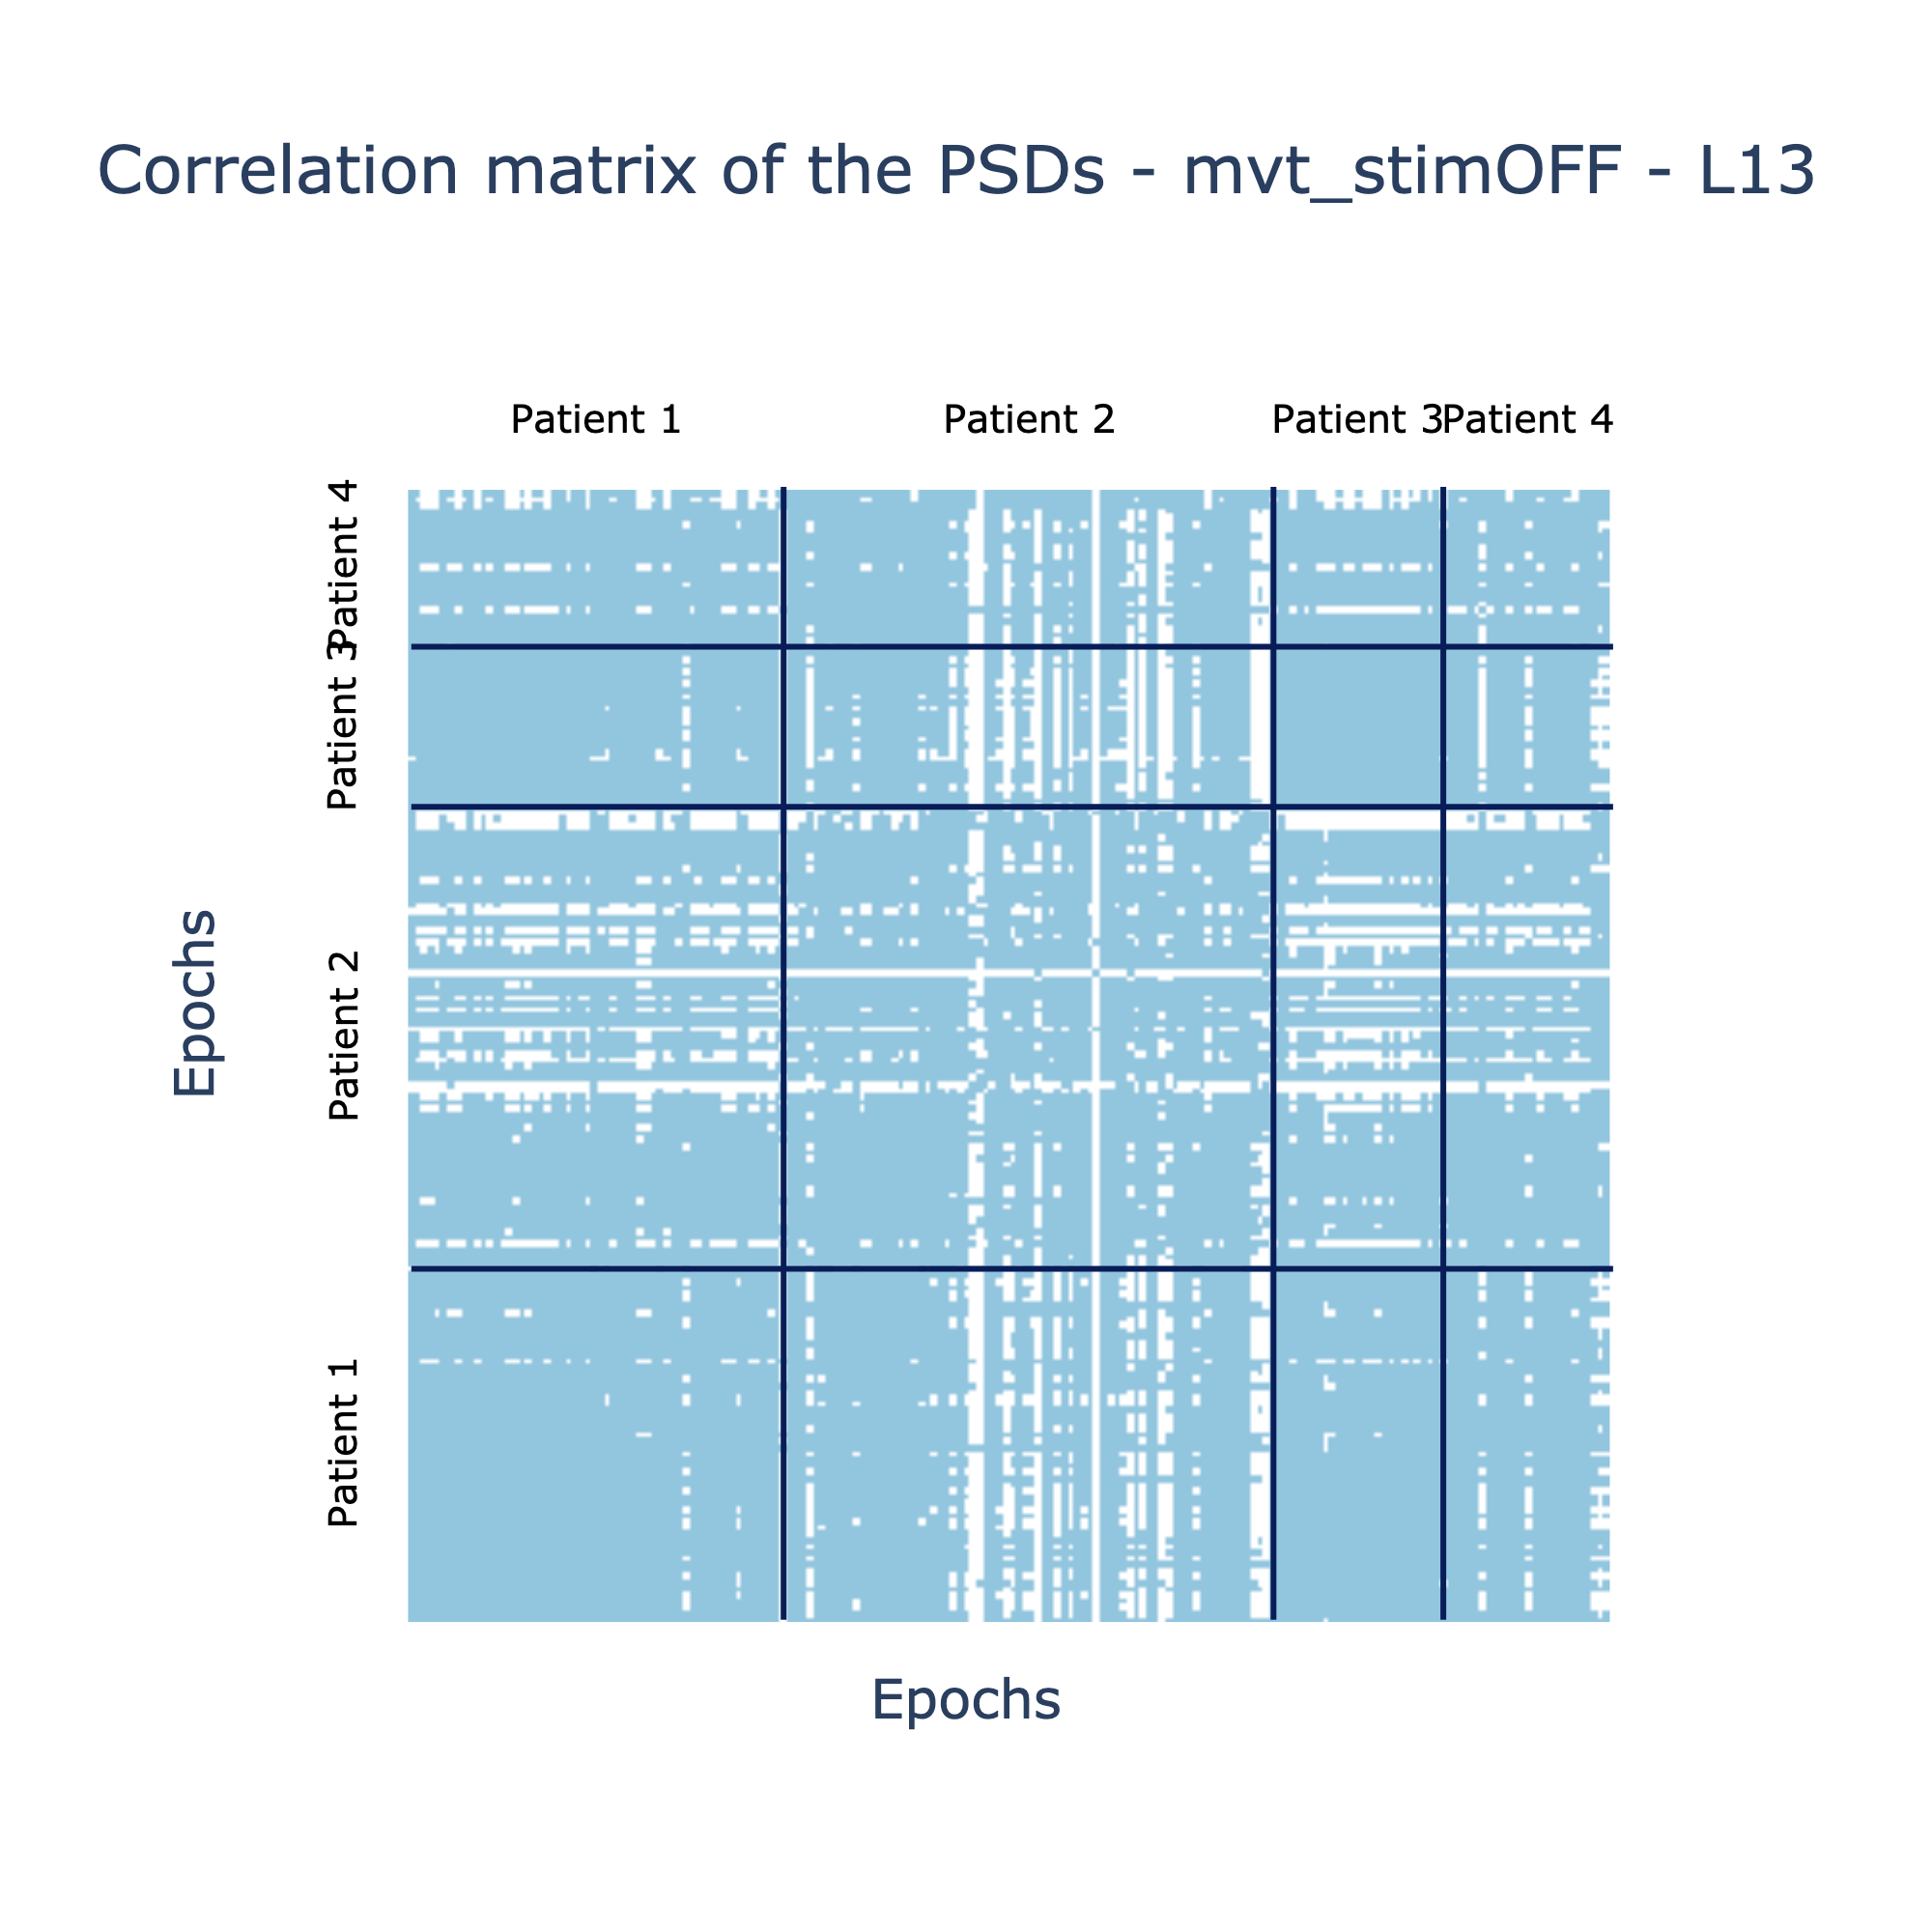 Correlation matrix of the PSDs - mvt_stimOFF - L13
Patient 1
Patient 2
Patient 3
Patient 4
Patient 4
Patient 3
Patient 2
Patient 1
Epochs
Epochs